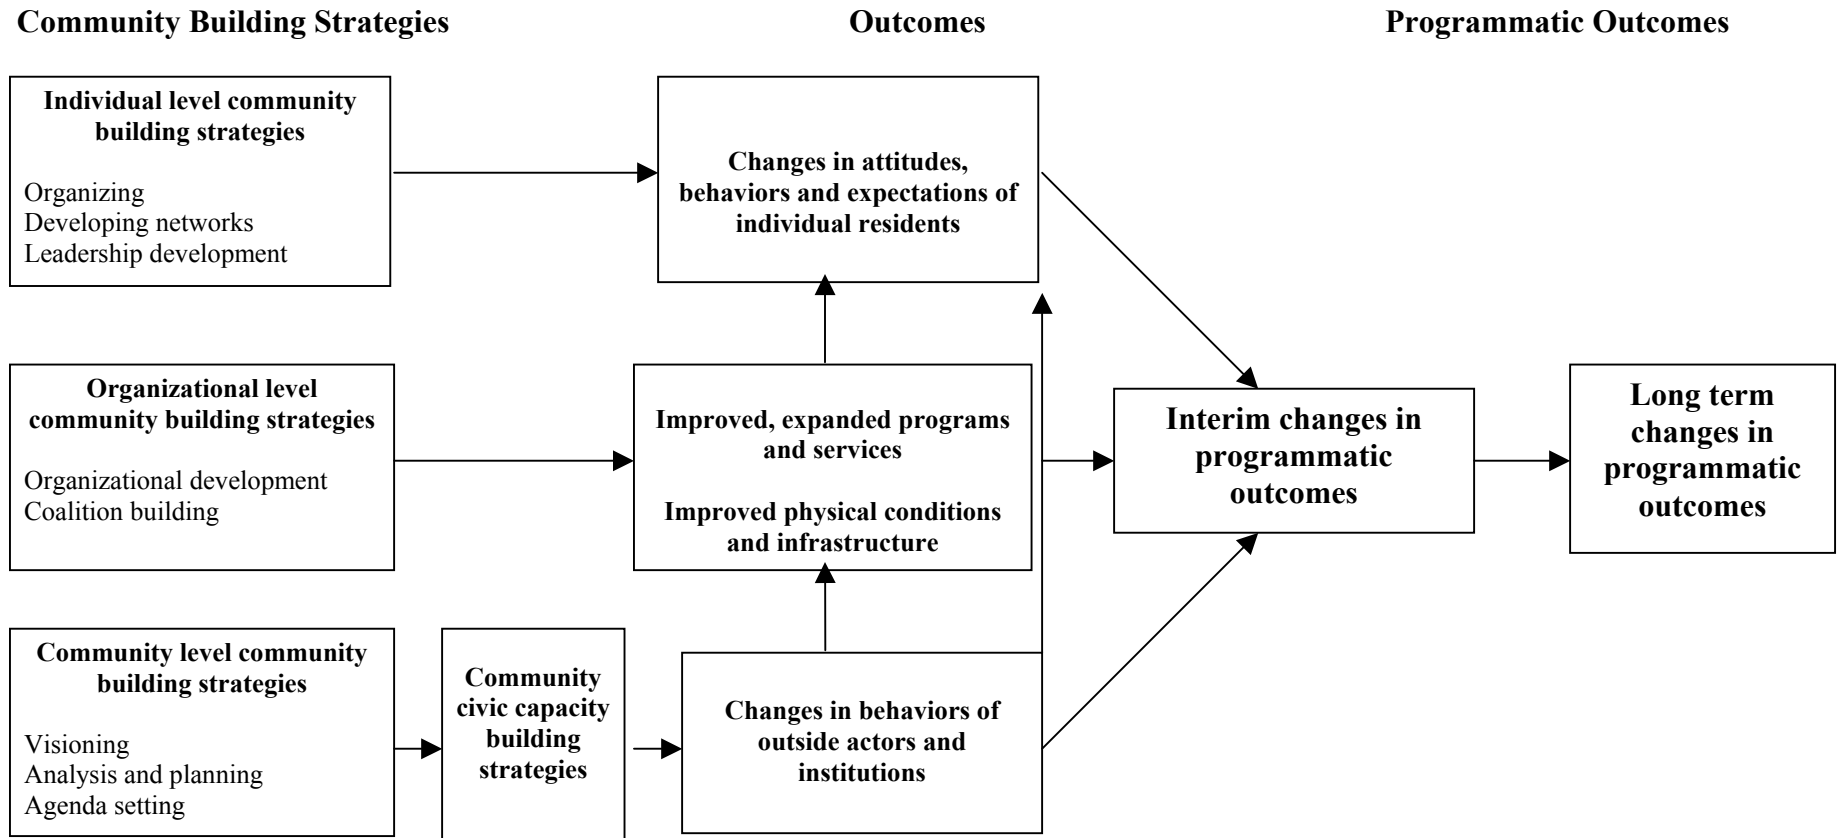 Community Building Strategies
Outcomes
Programmatic Outcomes
Individual level community
building strategies
Organizing
Developing networks
Leadership development
Changes in attitudes,
behaviors and expectations of
individual residents
Organizational level
community building strategies
Organizational development
Coalition building
Improved, expanded programs
and services
Improved physical conditions
and infrastructure
Interim changes in
programmatic
outcomes
Long term
changes in
programmatic
outcomes
Community level community
building strategies
Visioning
Analysis and planning
Agenda setting
Community
civic capacity
building
strategies
Changes in behaviors of
outside actors and
institutions